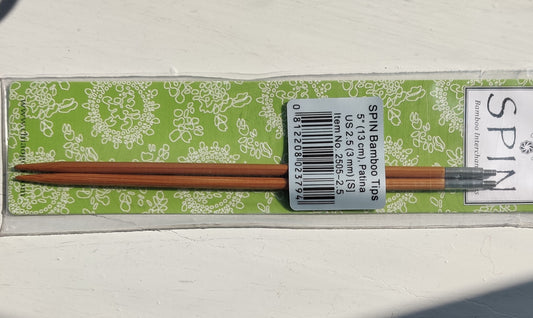 SPIN Bamboo Tips
5" (13 cm), Patina
US 2.5 (3 mm) [S]
Item No. 2505-2.5
0 812208 023794
SPIN